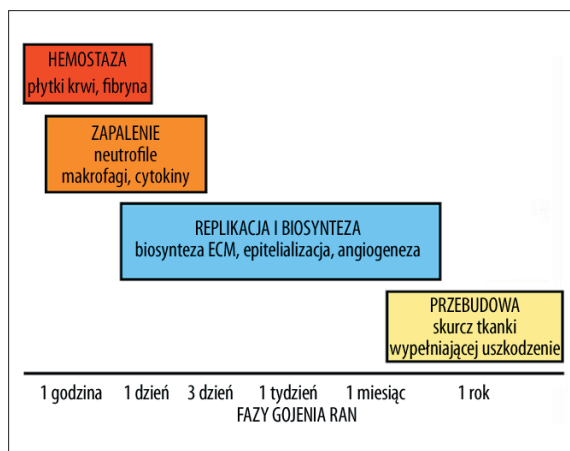 HEMOSTAZA
płytki krwi, fibryna
ZAPALENIE
neutrofile
makrofagi, cytokiny
REPLIKACJA I BIOSYNTEZA
biosynteza ECM, epitelializacja, angiogeneza
PRZEBUDOWA
skurcz tkanki
wypełniającej uszkodzenie
1 godzina 1 dzień 3 dzień 1 tydzień 1 miesiąc 1 rok
FAZY GOJENIA RAN